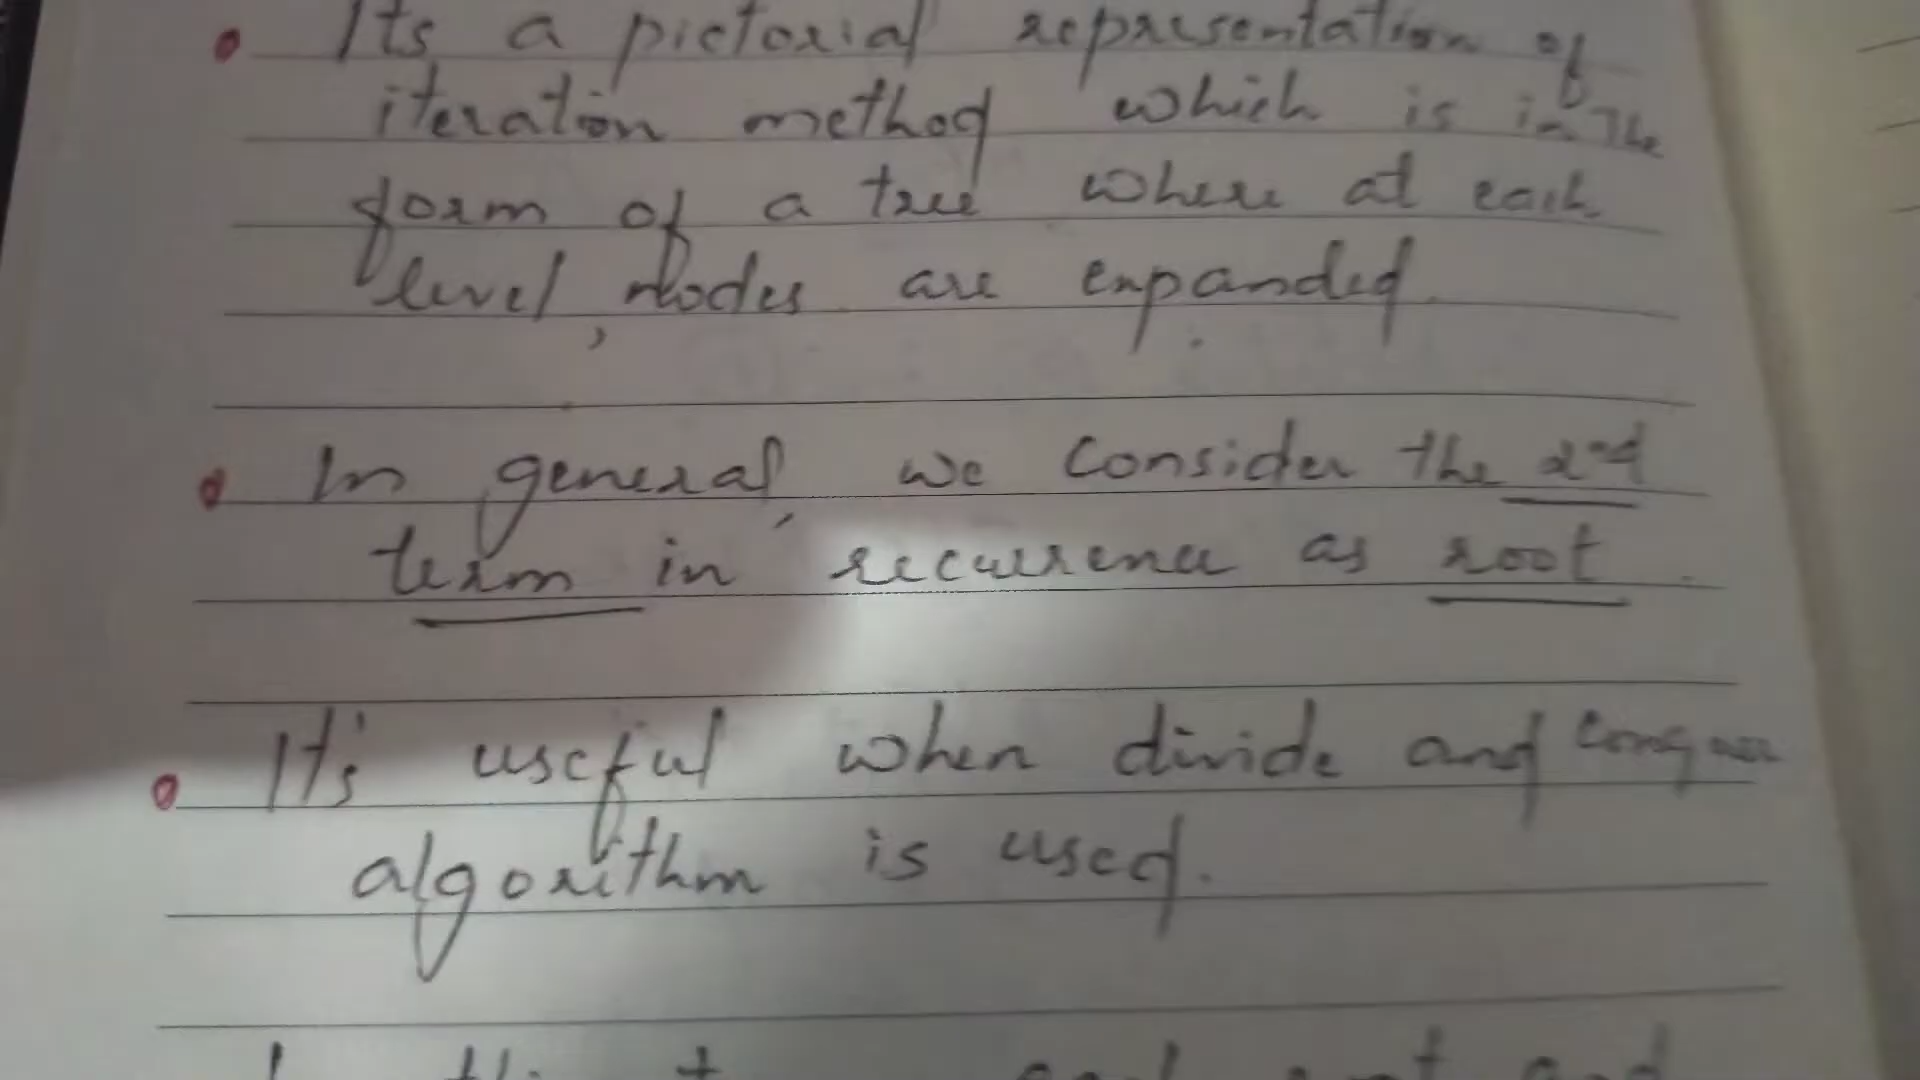 Its a pictorial representation of
iteration method which is in the
form of a tree where at each
level, nodes are expanded.
In general, we consider the 2nd
term in recurrence as root.
It's useful when divide and conquer
algorithm is used.